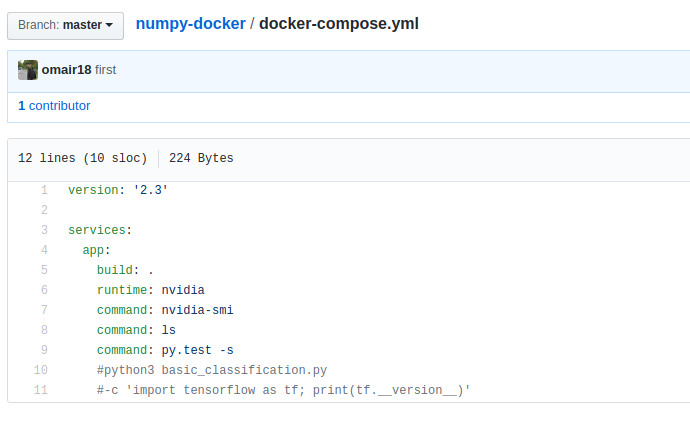 Branch: master numpy-docker / docker-compose.yml
omair18 first
1 contributor
12 lines (10 sloc) 224 Bytes
1 version: '2.3'
2
3 services:
4   app:
5     build: .
6     runtime: nvidia
7     command: nvidia-smi
8     command: ls
9     command: py.test -s
10     #python3 basic_classification.py
11     #-c 'import tensorflow as tf; print(tf.__version__)'